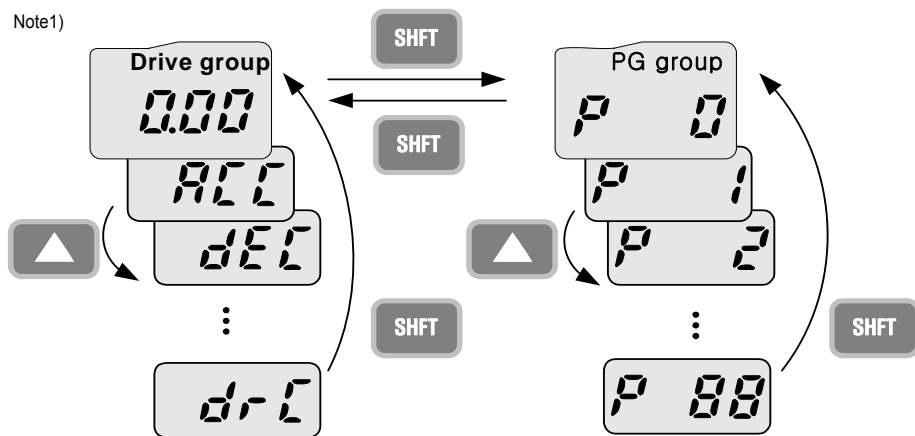 Note1)
SHFT
Drive group
0.00
PG group
P 0
SHFT
ACC
P 1
dEC
P 2
SHFT
SHFT
drC
P 88